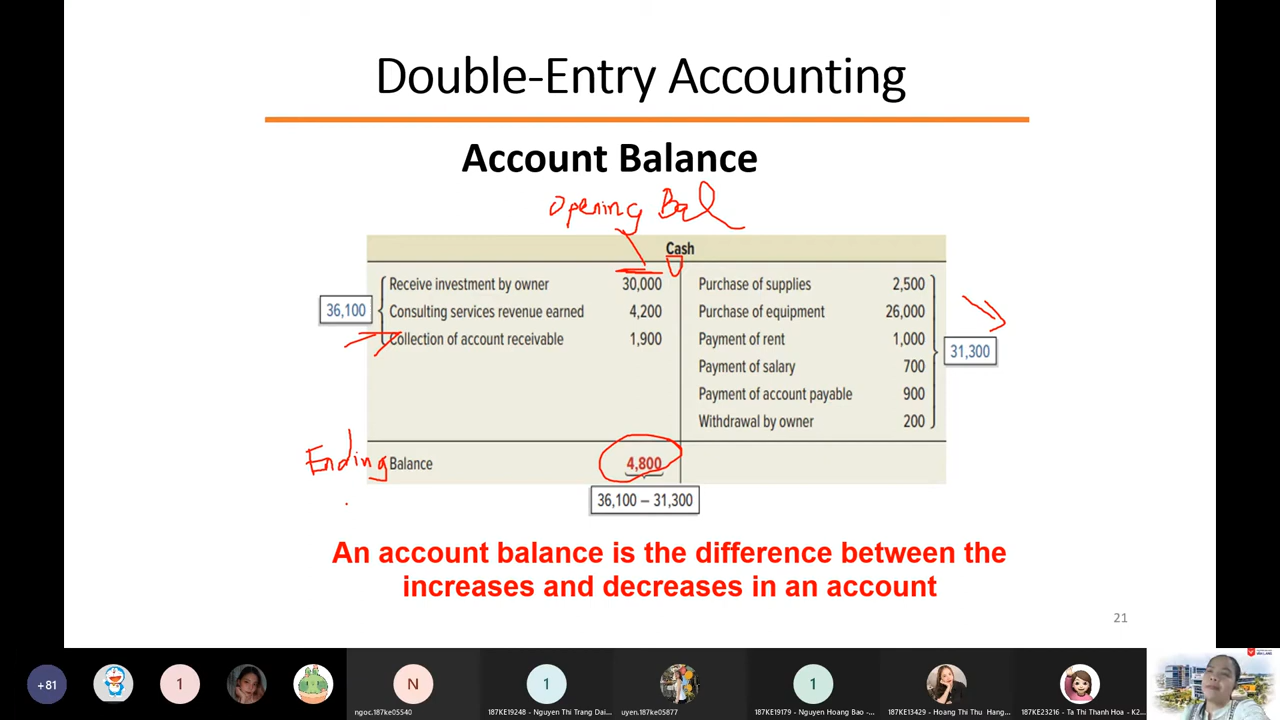 Double-Entry Accounting
Account Balance
Opening Bal
Cash
Receive investment by owner 30,000 Purchase of supplies 2,500
36,100 Consulting services revenue earned 4,200 Purchase of equipment 26,000
Collection of account receivable 1,900 Payment of rent 1,000
31,300
Payment of salary 700
Payment of account payable 900
Withdrawal by owner 200
Ending Balance 4,800
36,100 – 31,300
An account balance is the difference between the
increases and decreases in an account
21
+81 1 N 1 1
ngoc.187ke05540 187KE19248 - Nguyen Thi Trang Dai... uyen.187ke05877 187KE19179 - Nguyen Hoang Bao -... 187KE13429 - Hoang Thi Thu Hang... 187KE23216 - Ta Thi Thanh Hoa - K2...